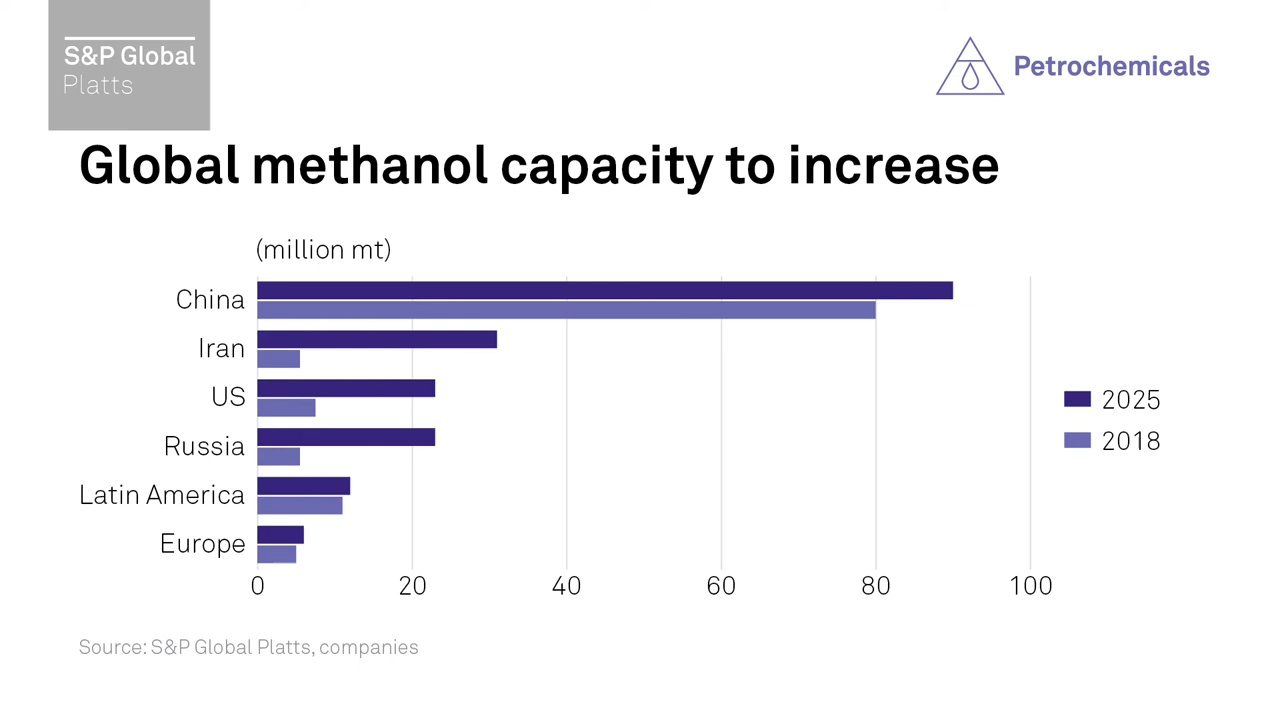 S&P Global
Platts
Petrochemicals
Global methanol capacity to increase
(million mt)
China
Iran
US
Russia
Latin America
Europe
0 20 40 60 80 100
2025
2018
Source: S&P Global Platts, companies